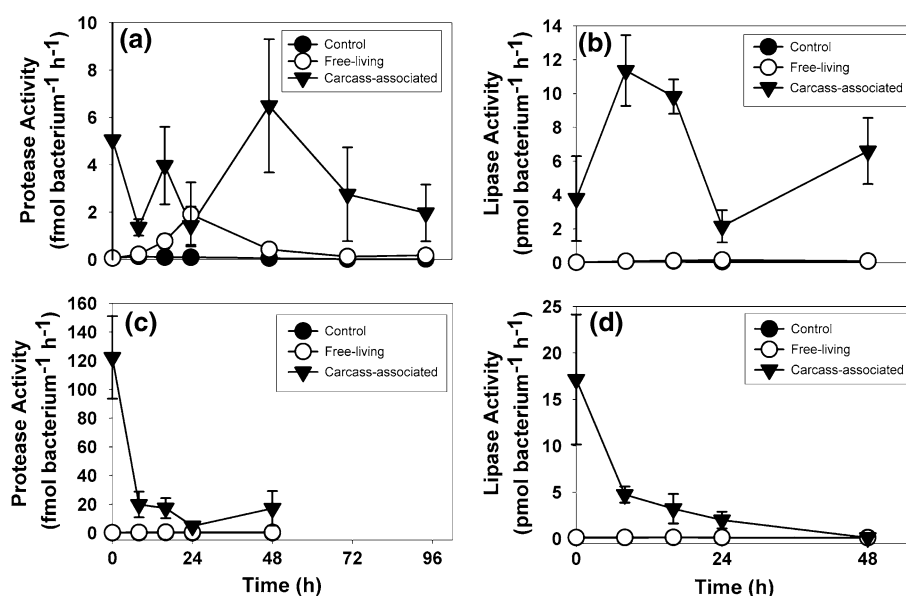 (a)
Control
Free-living
Carcass-associated
10
8
6
4
2
0
Protease Activity
(fmol bacterium⁻¹ h⁻¹)
(b)
Control
Free-living
Carcass-associated
14
12
10
8
6
4
2
0
Lipase Activity
(pmol bacterium⁻¹ h⁻¹)
(c)
Control
Free-living
Carcass-associated
160
140
120
100
80
60
40
20
0
Protease Activity
(fmol bacterium⁻¹ h⁻¹)
0 24 48 72 96
Time (h)
(d)
Control
Free-living
Carcass-associated
25
20
15
10
5
0
Lipase Activity
(pmol bacterium⁻¹ h⁻¹)
0 24 48
Time (h)